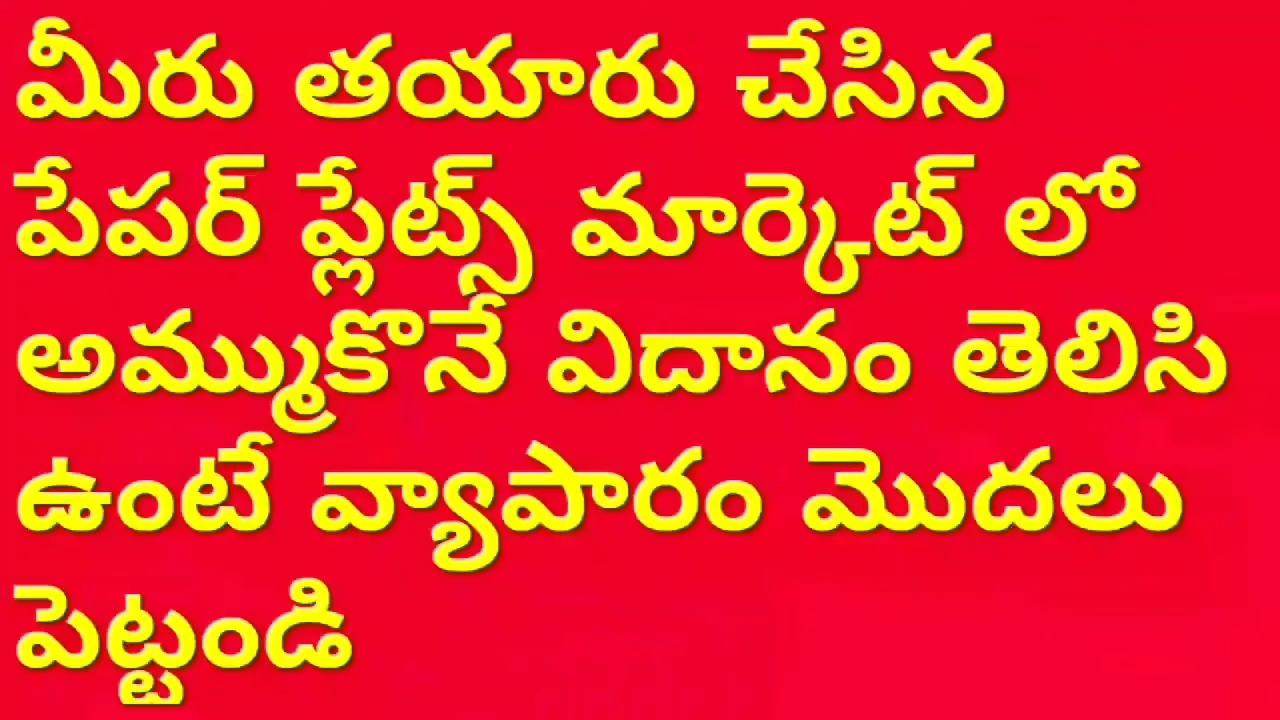 మీరు తయారు చేసిన
పేపర్ ప్లేట్స్ మార్కెట్ లో
అమ్ముకొనే విదానం తెలిసి
ఉంటే వ్యాపారం మొదలు
పెట్టండి